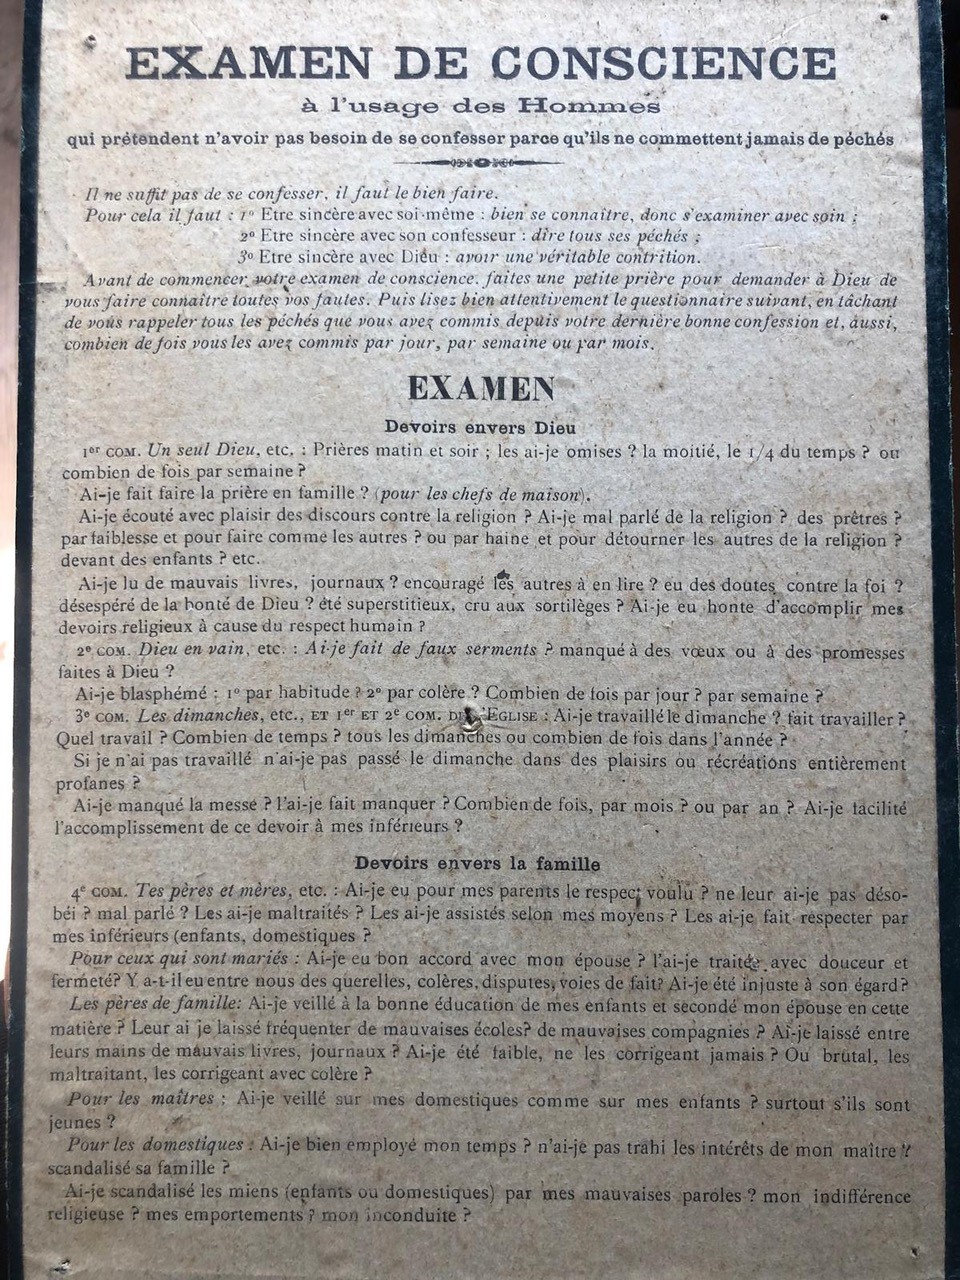 EXAMEN DE CONSCIENCE
à l'usage des Hommes
qui prétendent n'avoir pas besoin de se confesser parce qu'ils ne commettent jamais de péchés
Il ne suffit pas de se confesser, il faut le bien faire.
Pour cela il faut : 1º Etre sincère avec soi-même : bien se connaître, donc s'examiner avec soin ;
2º Etre sincère avec son confesseur : dire tous ses péchés ;
3º Etre sincère avec Diéu : avoir une véritable contrition.
Avant de commencer votre examen de conscience, faites une petite prière pour demander à Dieu de
vous faire connaître toutes vos fautes. Puis lisez bien attentivement le questionnaire suivant, en tâchant
de vous rappeler tous les péchés que vous avez commis depuis votre dernière bonne confession et, aussi,
combien de fois vous les avez commis par jour, par semaine ou par mois.
EXAMEN
Devoirs envers Dieu
1er COM. Un seul Dieu, etc. : Prières matin et soir ; les ai-je omises ? la moitié, le 1/4 du temps ? ou
combien de fois par semaine ?
Ai-je fait faire la prière en famille ? (pour les chefs de maison).
Ai-je écouté avec plaisir des discours contre la religion ? Ai-je mal parlé de la religion ? des prêtres ?
par faiblesse et pour faire comme les autres ? ou par haine et pour détourner les autres de la religion ?
devant des enfants ? etc.
Ai-je lu de mauvais livres, journaux ? encouragé les autres à en lire ? eu des doutes contre la foi ?
désespéré de la bonté de Dieu ? été superstitieux, cru aux sortilèges ? Ai-je eu honte d'accomplir mes
devoirs religieux à cause du respect humain ?
2e COM. Dieu en vain, etc. : Ai-je fait de faux serments ? manqué à des vœux ou à des promesses
faites à Dieu ?
Ai-je blasphémé : 1º par habitude ? 2º par colère ? Combien de fois par jour ? par semaine ?
3e COM. Les dimanches, etc., ET 1er ET 2e COM. DE L'EGLISE : Ai-je travaillé le dimanche ? fait travailler ?
Quel travail ? Combien de temps ? tous les dimanches ou combien de fois dans l'année ?
Si je n'ai pas travaillé n'ai-je pas passé le dimanche dans des plaisirs ou récréations entièrement
profanes ?
Ai-je manqué la messe ? l'ai-je fait manquer ? Combien de fois, par mois ? ou par an ? Ai-je facilité
l'accomplissement de ce devoir à mes inférieurs ?
Devoirs envers la famille
4e COM. Tes pères et mères, etc. : Ai-je eu pour mes parents le respect voulu ? ne leur ai-je pas déso-
béi ? mal parlé ? Les ai-je maltraités ? Les ai-je assistés selon mes moyens ? Les ai-je fait respecter par
mes inférieurs (enfants, domestiques ?
Pour ceux qui sont mariés : Ai-je eu bon accord avec mon épouse ? l'ai-je traitée avec douceur et
fermeté? Y a-t-il eu entre nous des querelles, colères, disputes, voies de fait? Ai-je été injuste à son égard?
Les pères de famille: Ai-je veillé à la bonne éducation de mes enfants et secondé mon épouse en cette
matière ? Leur ai je laissé fréquenter de mauvaises écoles? de mauvaises compagnies ? Ai-je laissé entre
leurs mains de mauvais livres, journaux ? Ai-je été faible, ne les corrigeant jamais ? Ou brutal, les
maltraitant, les corrigeant avec colère ?
Pour les maîtres : Ai-je veillé sur mes domestiques comme sur mes enfants ? surtout s'ils sont
jeunes ?
Pour les domestiques : Ai-je bien employé mon temps ? n'ai-je pas trahi les intérêts de mon maître ?
scandalisé sa famille ?
Ai-je scandalisé les miens (enfants ou domestiques) par mes mauvaises paroles ? mon indifférence
religieuse ? mes emportements ? mon inconduite ?